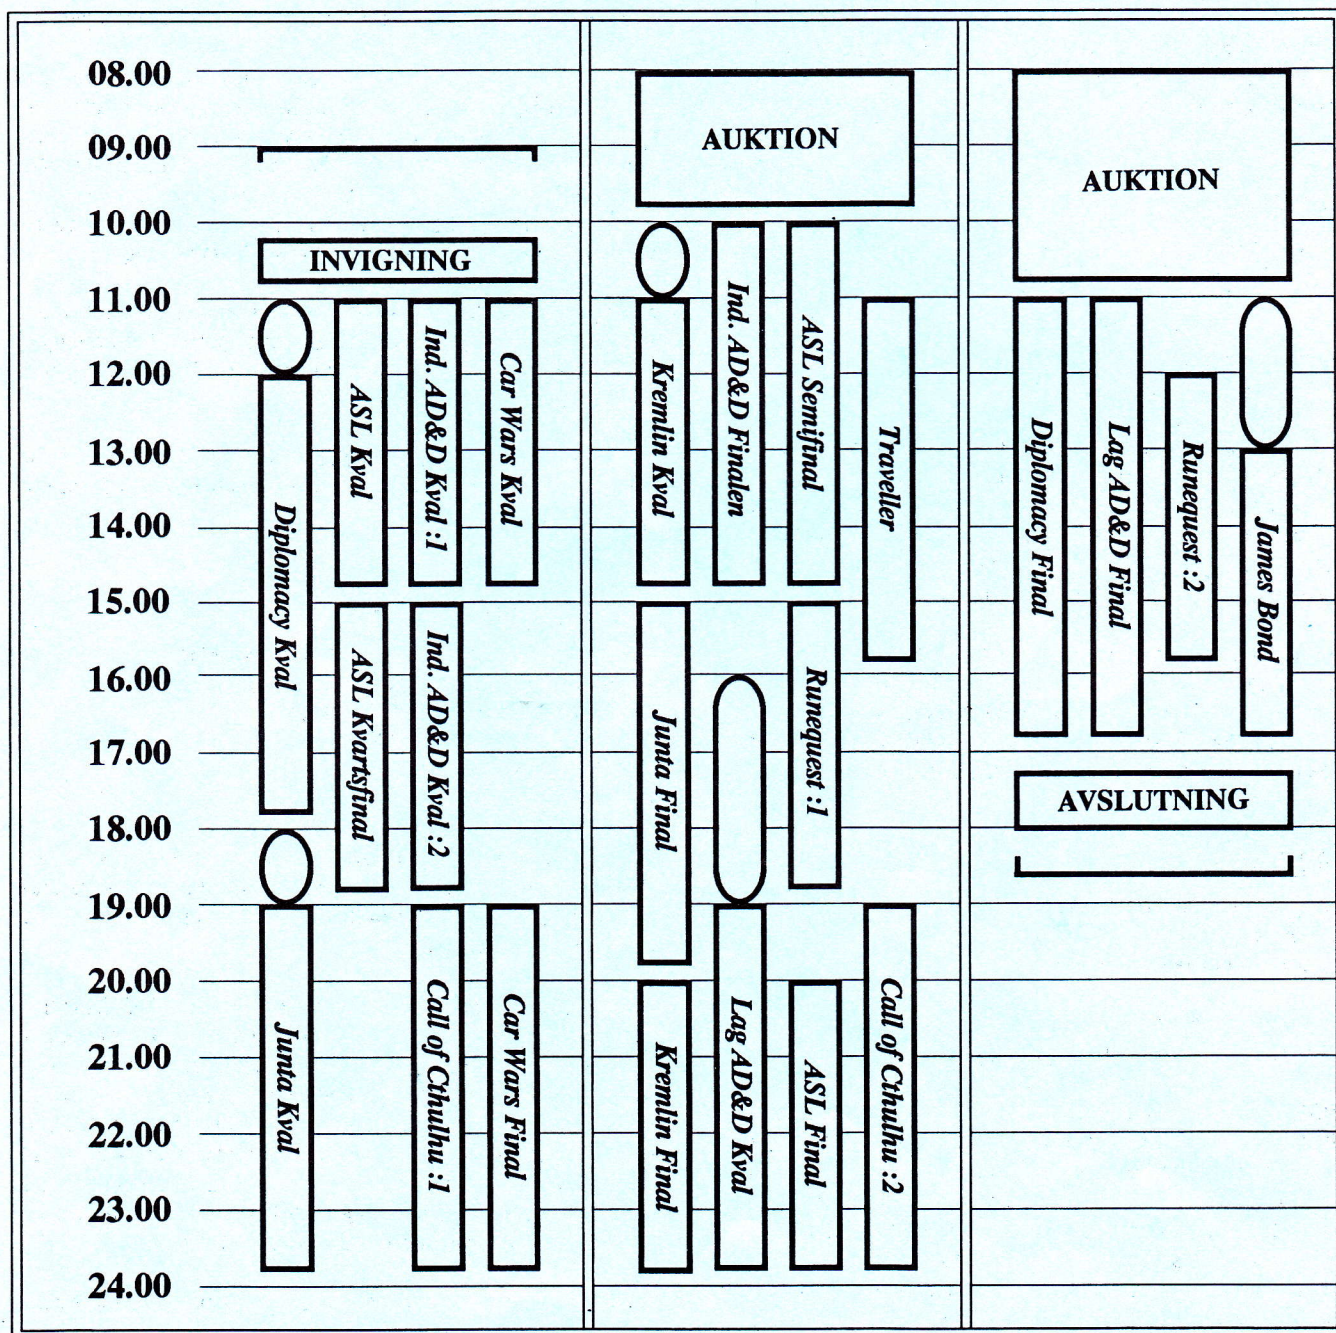 08.00
09.00
10.00
11.00
12.00
13.00
14.00
15.00
16.00
17.00
18.00
19.00
20.00
21.00
22.00
23.00
24.00
INVIGNING
Diplomacy Kval
ASL Kval
Ind. AD&D Kval :1
Car Wars Kval
ASL Kvartsfinal
Ind. AD&D Kval :2
Junta Kval
Call of Cthulhu :1
Car Wars Final
AUKTION
Kremlin Kval
Ind. AD&D Finalen
ASL Semifinal
Traveller
Junta Final
Runequest :1
Kremlin Final
Lag AD&D Kval
ASL Final
Call of Cthulhu :2
AUKTION
Diplomacy Final
Lag AD&D Final
Runequest :2
James Bond
AVSLUTNING